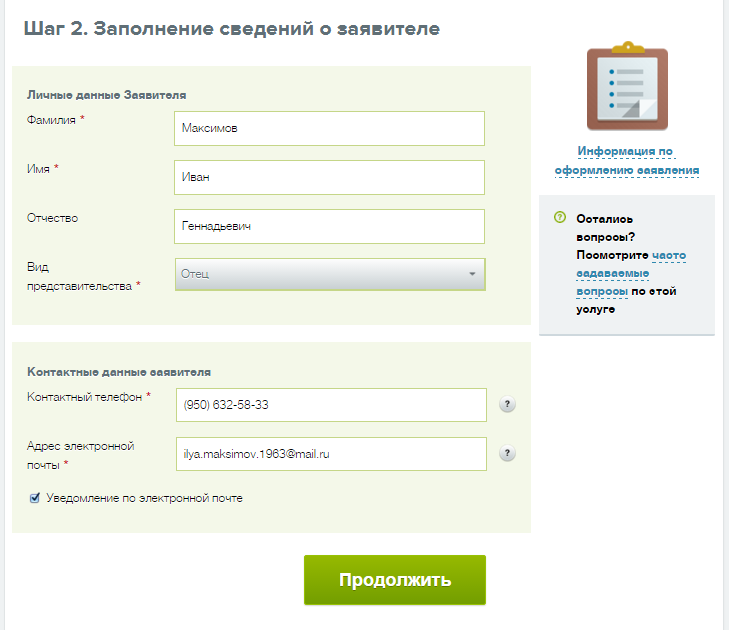 Шаг 2. Заполнение сведений о заявителе
Личные данные Заявителя
Фамилия *
Максимов
Имя *
Иван
Отчество
Геннадьевич
Вид
представительства *
Отец
Контактные данные заявителя
Контактный телефон *
(950) 632-58-33
?
Адрес электронной
почты *
ilya.maksimov.1963@mail.ru
?
Уведомление по электронной почте
Продолжить
Информация по
оформлению заявления
?
Остались
вопросы?
Посмотрите часто
задаваемые
вопросы по этой
услуге